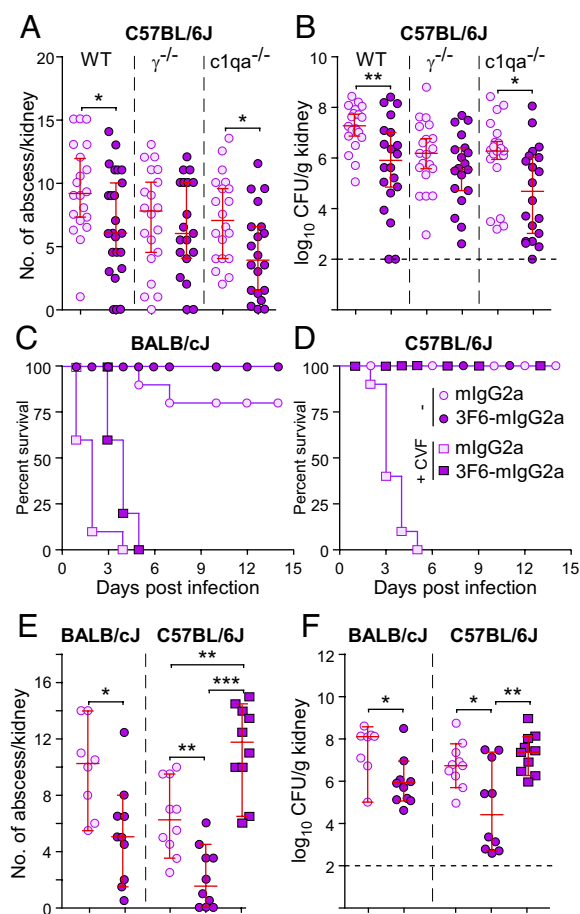 A
C57BL/6J
WT γ-/- c1qa-/-
* *
No. of abscess/kidney
20
15
10
5
0
B
C57BL/6J
WT γ-/- c1qa-/-
** *
log10 CFU/g kidney
10
8
6
4
2
0
C
BALB/cJ
Percent survival
100
75
50
25
0
0 3 6 9 12 15
Days post infection
D
C57BL/6J
Percent survival
100
75
50
25
0
0 3 6 9 12 15
Days post infection
- mIgG2a
3F6-mIgG2a
+ CVF mIgG2a
3F6-mIgG2a
E
BALB/cJ C57BL/6J
* ** ** ***
No. of abscess/kidney
16
12
8
4
0
F
BALB/cJ C57BL/6J
* * **
log10 CFU/g kidney
10
8
6
4
2
0